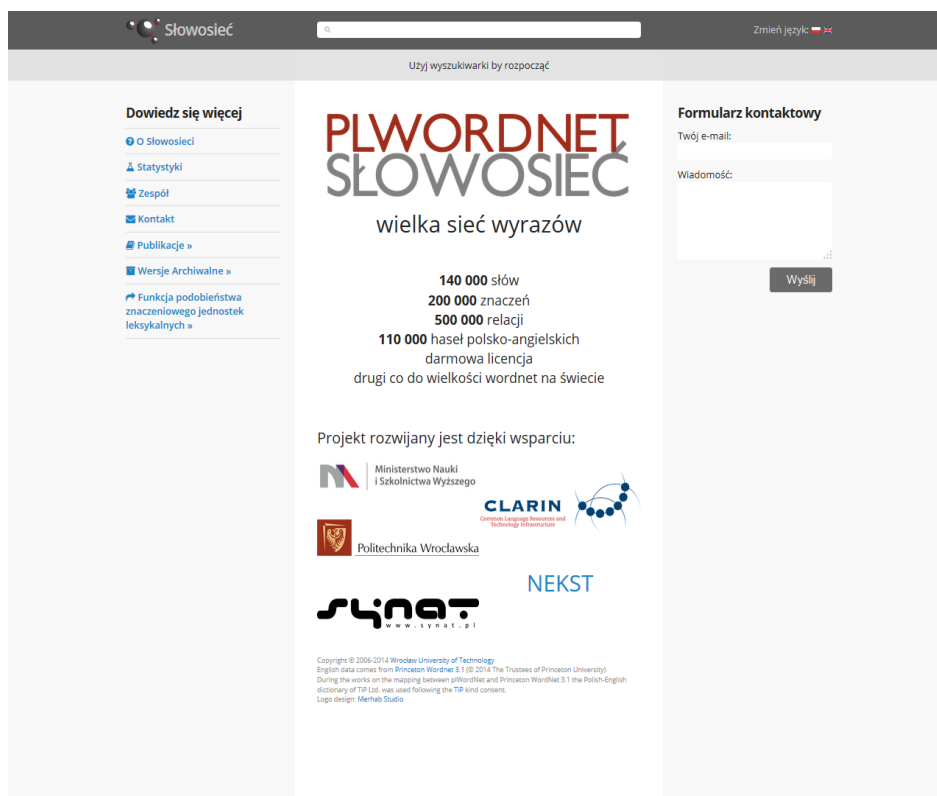 Słowosieć
Zmień język:
Użyj wyszukiwarki by rozpocząć
Dowiedz się więcej
O Słowosieci
Statystyki
Zespół
Kontakt
Publikacje »
Wersje Archiwalne »
Funkcja podobieństwa
znaczeniowego jednostek
leksykalnych »
PLWORDNET
SŁOWOSIEĆ
wielka sieć wyrazów
140 000 słów
200 000 znaczeń
500 000 relacji
110 000 haseł polsko-angielskich
darmowa licencja
drugi co do wielkości wordnet na świecie
Projekt rozwijany jest dzięki wsparciu:
Ministerstwo Nauki
i Szkolnictwa Wyższego
CLARIN
Common Language Resources and
Technology Infrastructure
Politechnika Wrocławska
NEKST
synat
www.synat.pl
Copyright © 2006-2014 Wrocław University of Technology
English data comes from Princeton Wordnet 3.1 (© 2014 The Trustees of Princeton University)
During the works on the mapping between plWordNet and Princeton WordNet 3.1 the Polish-English
dictionary of TiP Ltd. was used following the TiP kind consent.
Logo design: Merhab Studio
Formularz kontaktowy
Twój e-mail:
Wiadomość:
Wyślij